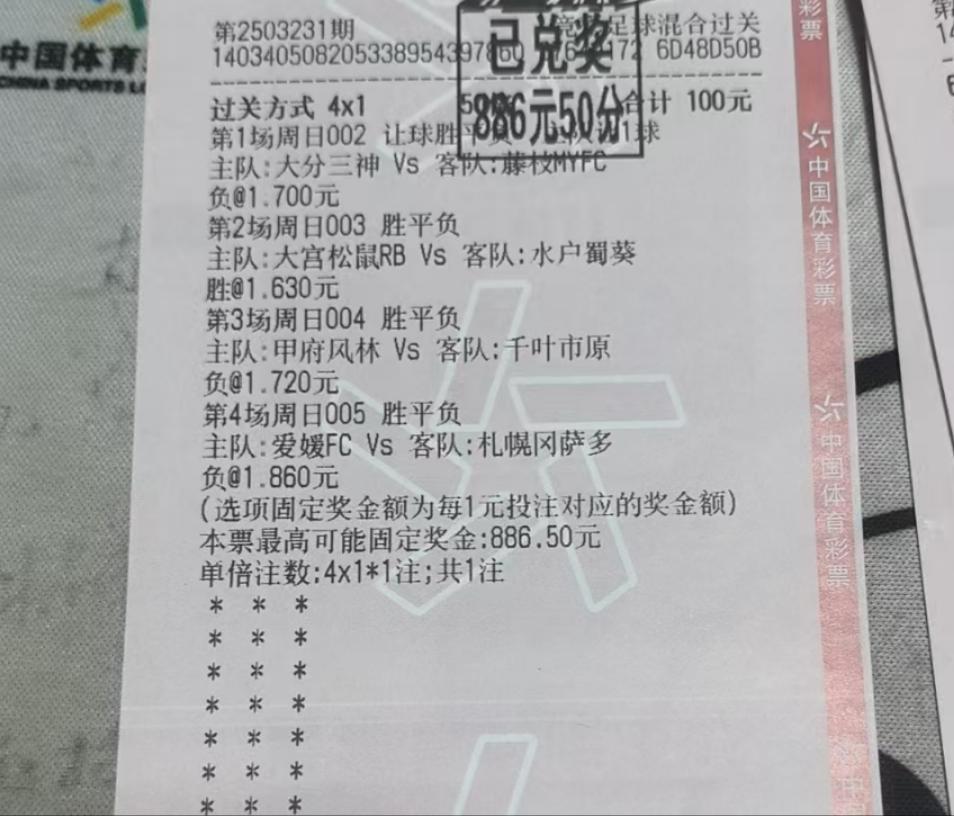 中国体育
CHINA SPORTS
第2503231期
足球混合过关
6D48D50B
已兑奖
886元50分
过关方式 4x1
合计 100元
第1场周日002 让球胜平负
主队:大分三神 Vs 客队:藤枝MYFC
负@1.700元
第2场周日003 胜平负
主队:大宫松鼠RB Vs 客队:水户蜀葵
胜@1.630元
第3场周日004 胜平负
主队:甲府风林 Vs 客队:千叶市原
负@1.720元
第4场周日005 胜平负
主队:爱媛FC Vs 客队:札幌冈萨多
负@1.860元
(选项固定奖金额为每1元投注对应的奖金额)
本票最高可能固定奖金:886.50元
单倍注数:4x1*1注;共1注
* * *
* * *
* * *
* * *
* * *
* * *
* * *
彩票
中国体育彩票
中国体育彩票